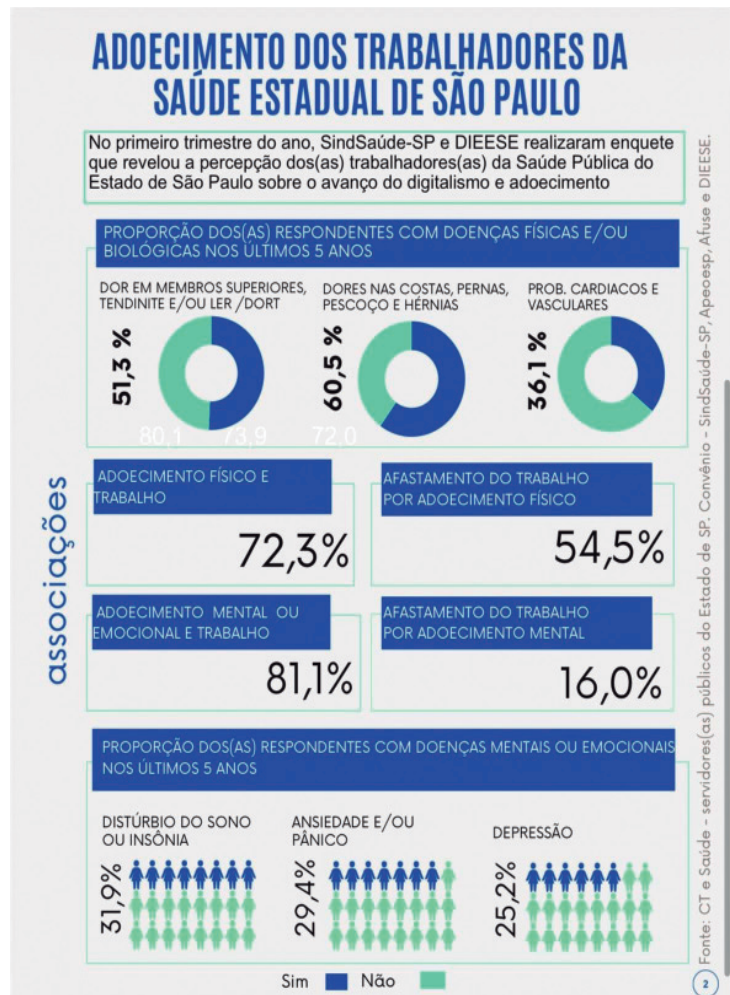 ADOECIMENTO DOS TRABALHADORES DA
SAÚDE ESTADUAL DE SÃO PAULO
No primeiro trimestre do ano, SindSaúde-SP e DIEESE realizaram enquete
que revelou a percepção dos(as) trabalhadores(as) da Saúde Pública do
Estado de São Paulo sobre o avanço do digitalismo e adoecimento
PROPORÇÃO DOS(AS) RESPONDENTES COM DOENÇAS FÍSICAS E/OU
BIOLÓGICAS NOS ÚLTIMOS 5 ANOS
DOR EM MEMBROS SUPERIORES,
TENDINITE E/OU LER /DORT
51,3 %
DORES NAS COSTAS, PERNAS,
PESCOÇO E HÉRNIAS
60,5 %
PROB. CARDIACOS E
VASCULARES
36,1 %
80,1 73,9 72,0
associações
ADOECIMENTO FÍSICO E
TRABALHO
72,3%
AFASTAMENTO DO TRABALHO
POR ADOECIMENTO FÍSICO
54,5%
ADOECIMENTO MENTAL OU
EMOCIONAL E TRABALHO
81,1%
AFASTAMENTO DO TRABALHO
POR ADOECIMENTO MENTAL
16,0%
PROPORÇÃO DOS(AS) RESPONDENTES COM DOENÇAS MENTAIS OU EMOCIONAIS
NOS ÚLTIMOS 5 ANOS
DISTÚRBIO DO SONO
OU INSÔNIA
31,9%
ANSIEDADE E/OU
PÂNICO
29,4%
DEPRESSÃO
25,2%
Sim Não
Fonte: CT e Saúde - servidores(as) públicos do Estado de SP. Convênio - SindSaúde-SP, Apeoesp, Afuse e DIEESE.
2